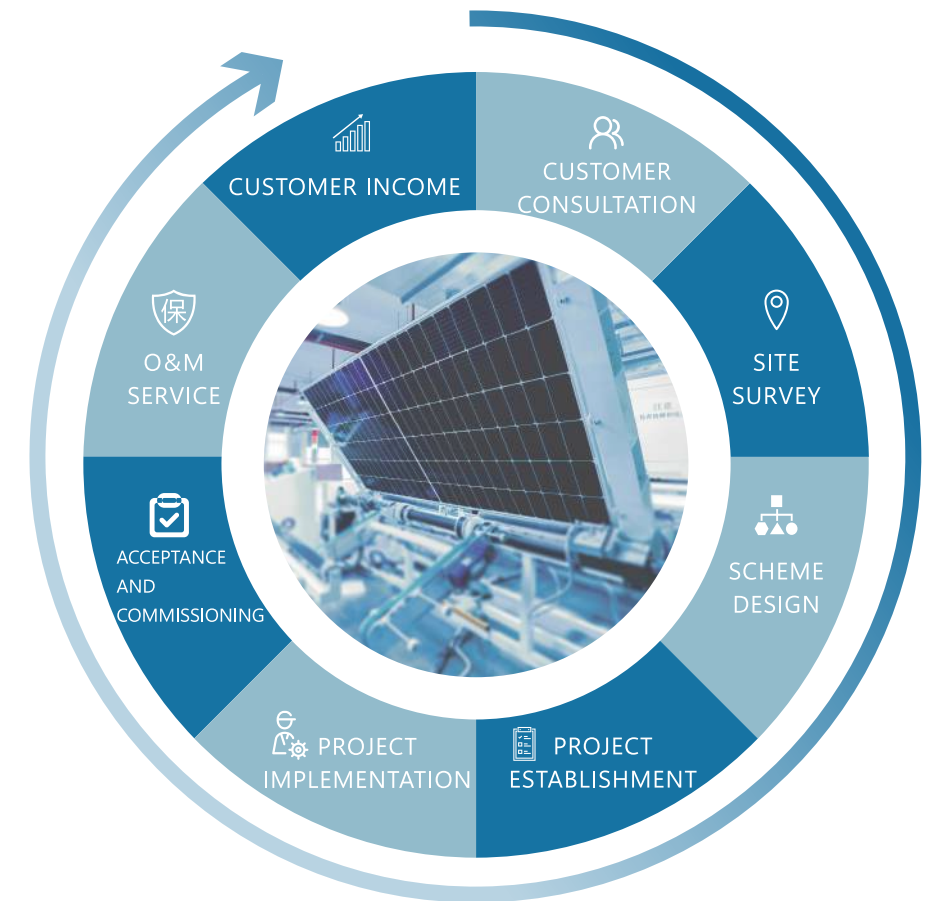 CUSTOMER
CONSULTATION
SITE
SURVEY
SCHEME
DESIGN
PROJECT
ESTABLISHMENT
PROJECT
IMPLEMENTATION
ACCEPTANCE
AND
COMMISSIONING
保
O&M
SERVICE
CUSTOMER INCOME